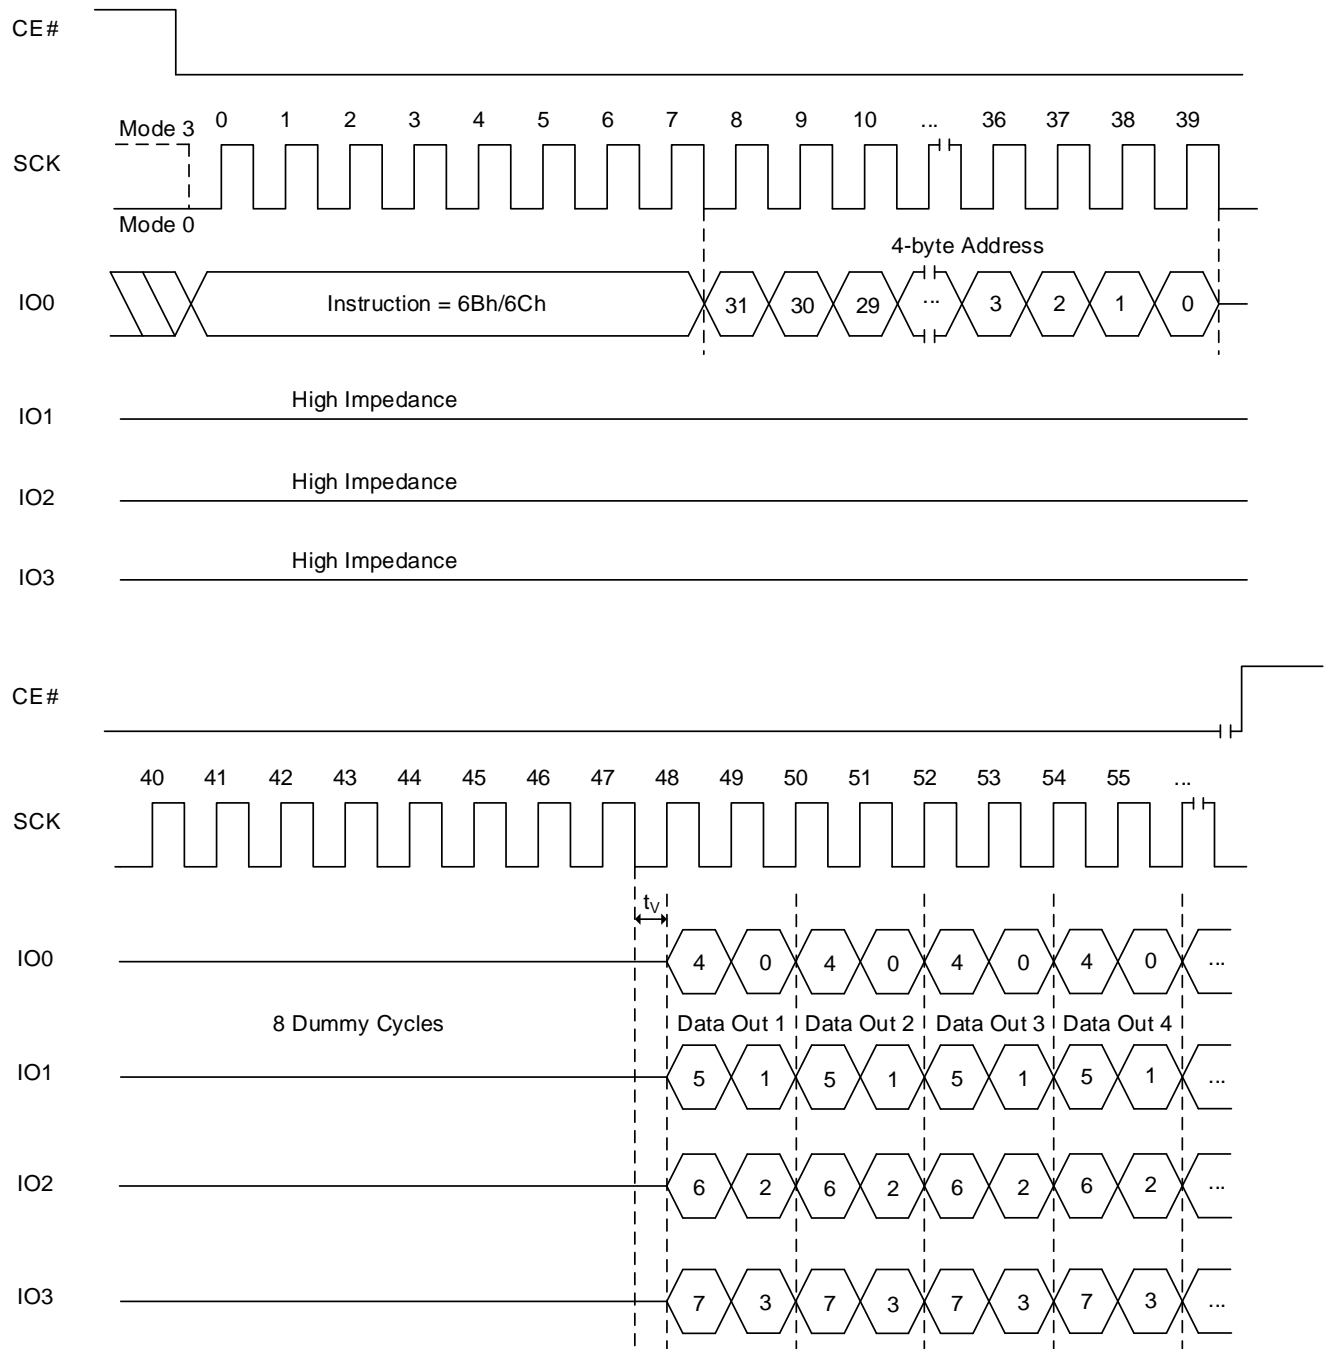 CE#
Mode 3 0 1 2 3 4 5 6 7 8 9 10 ... 36 37 38 39
SCK
Mode 0
4-byte Address
IO0 Instruction = 6Bh/6Ch 31 30 29 ... 3 2 1 0
High Impedance
IO1
High Impedance
IO2
High Impedance
IO3
CE#
40 41 42 43 44 45 46 47 48 49 50 51 52 53 54 55 ...
SCK
tV
IO0 4 0 4 0 4 0 4 0 ...
8 Dummy Cycles Data Out 1 Data Out 2 Data Out 3 Data Out 4
IO1 5 1 5 1 5 1 5 1 ...
IO2 6 2 6 2 6 2 6 2 ...
IO3 7 3 7 3 7 3 7 3 ...